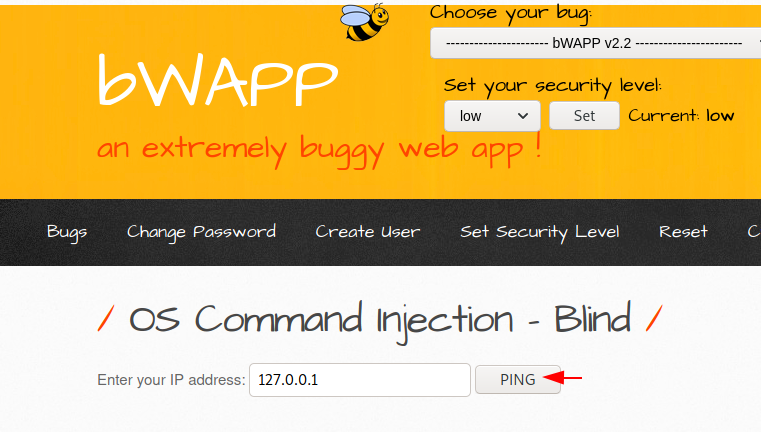 Choose your bug:
---------------------- bWAPP v2.2 -----------------------
bWAPP
Set your security level:
low
Set
Current: low
an extremely buggy web app !
Bugs
Change Password
Create User
Set Security Level
Reset
C
/ OS Command Injection - Blind /
Enter your IP address:
127.0.0.1
PING